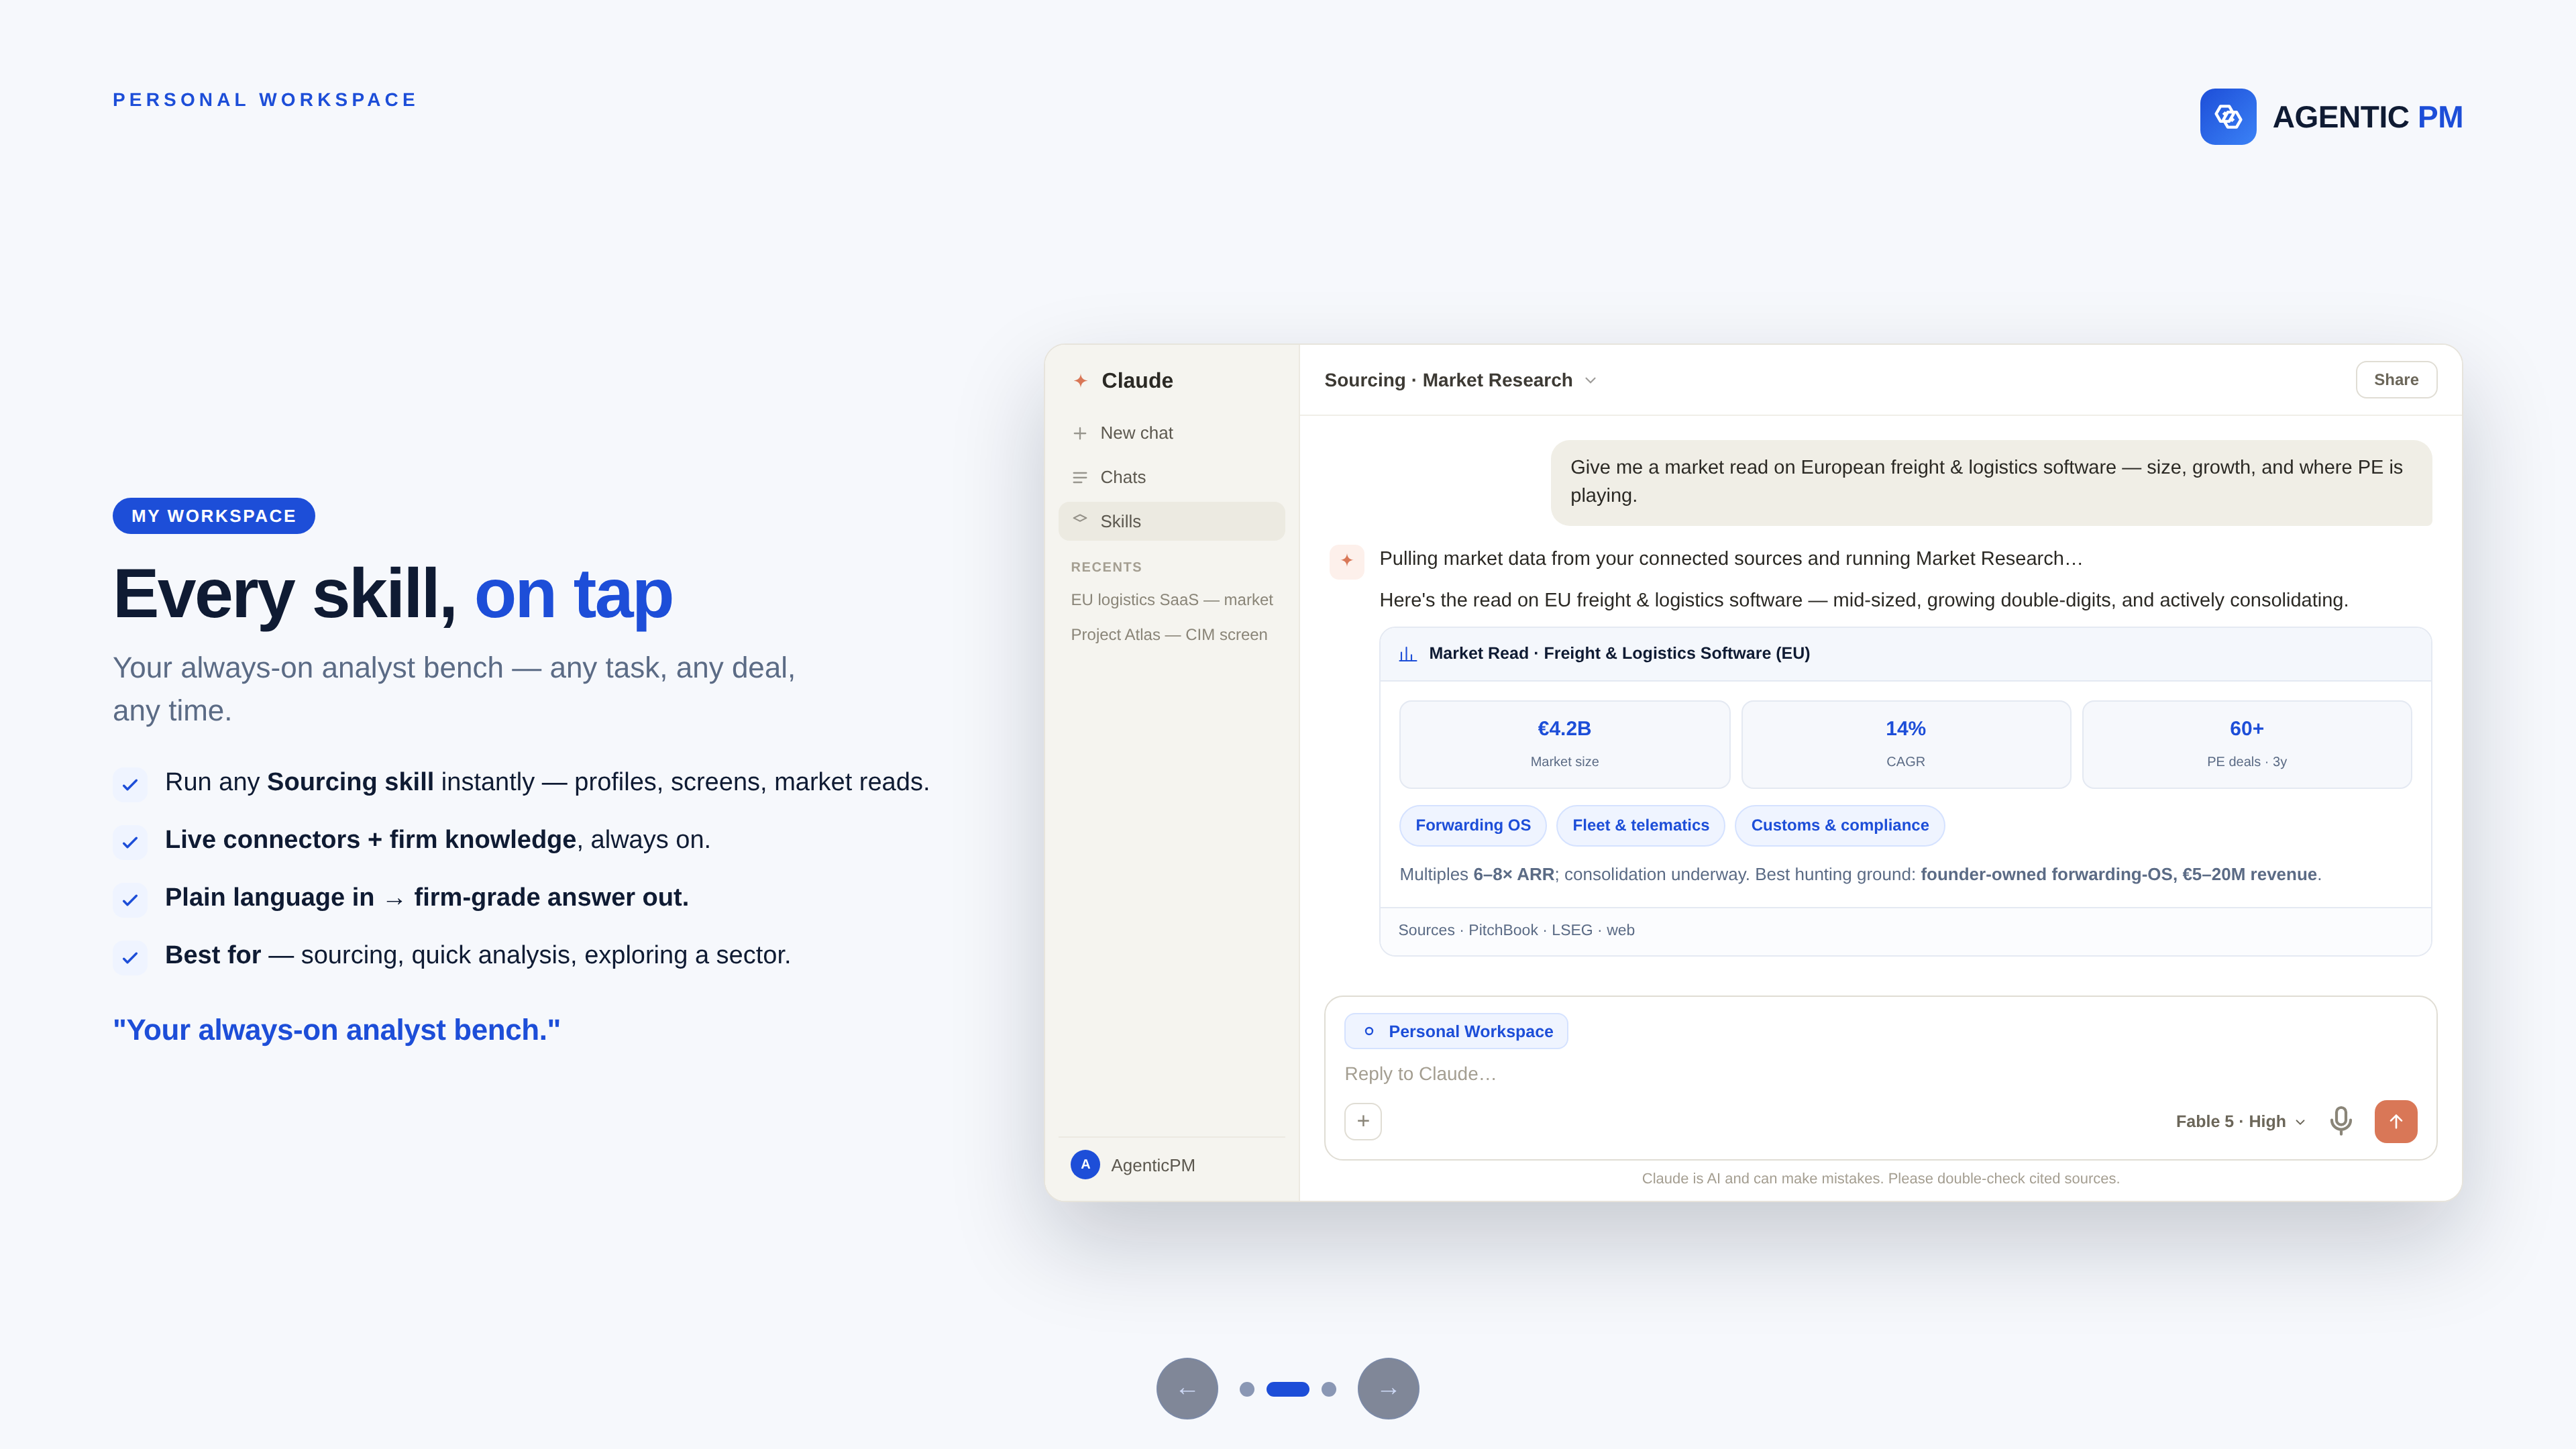 PERSONAL WORKSPACE
AGENTIC PM
MY WORKSPACE
Every skill, on tap
Your always-on analyst bench — any task, any deal,
any time.
Run any Sourcing skill instantly — profiles, screens, market reads.
Live connectors + firm knowledge, always on.
Plain language in → firm-grade answer out.
Best for — sourcing, quick analysis, exploring a sector.
"Your always-on analyst bench."
Claude
New chat
Chats
Skills
RECENTS
EU logistics SaaS — market
Project Atlas — CIM screen
A AgenticPM
Sourcing · Market Research
Share
Give me a market read on European freight & logistics software — size, growth, and where PE is
playing.
Pulling market data from your connected sources and running Market Research…
Here's the read on EU freight & logistics software — mid-sized, growing double-digits, and actively consolidating.
Market Read · Freight & Logistics Software (EU)
€4.2B
Market size
14%
CAGR
60+
PE deals · 3y
Forwarding OS
Fleet & telematics
Customs & compliance
Multiples 6–8× ARR; consolidation underway. Best hunting ground: founder-owned forwarding-OS, €5–20M revenue.
Sources · PitchBook · LSEG · web
Personal Workspace
Reply to Claude…
+
Fable 5 · High
Claude is AI and can make mistakes. Please double-check cited sources.
← →